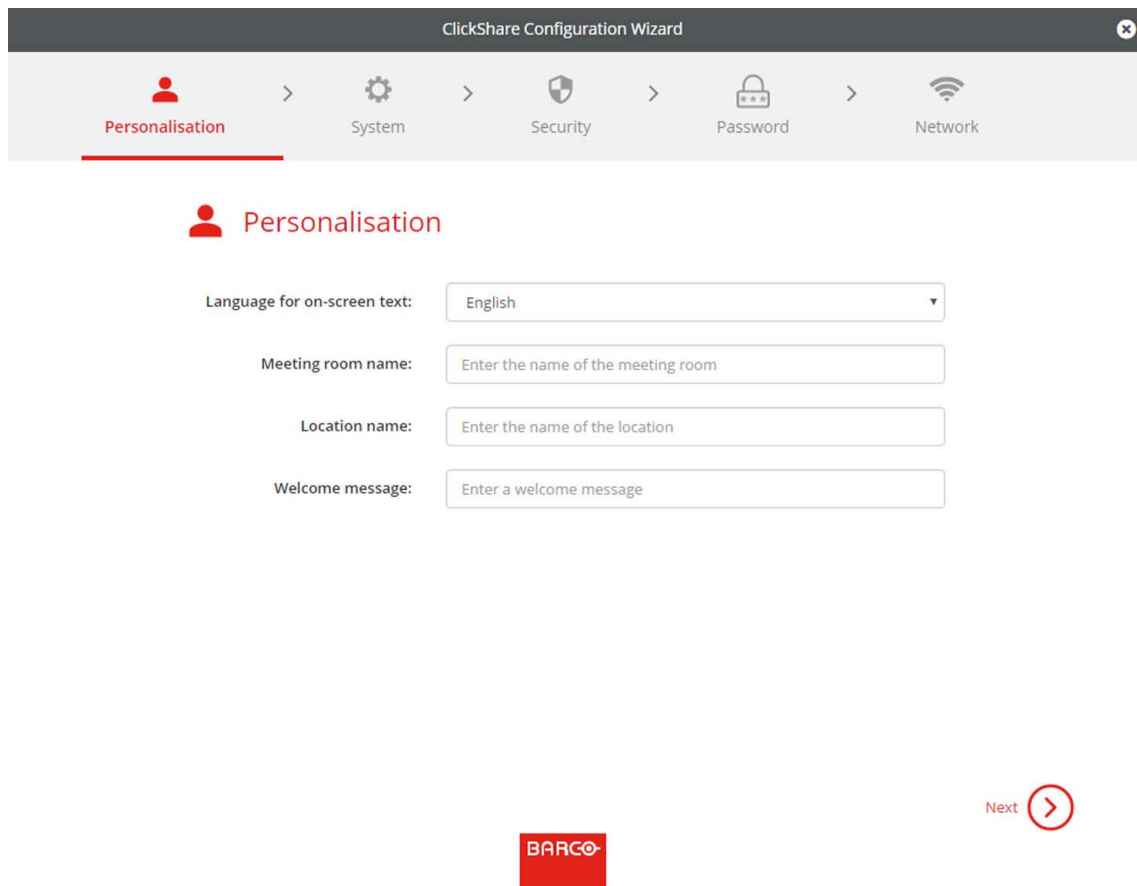 ClickShare Configuration Wizard
Personalisation
System
Security
Password
Network
Personalisation
Language for on-screen text:
English
Meeting room name:
Enter the name of the meeting room
Location name:
Enter the name of the location
Welcome message:
Enter a welcome message
Next
BARCO